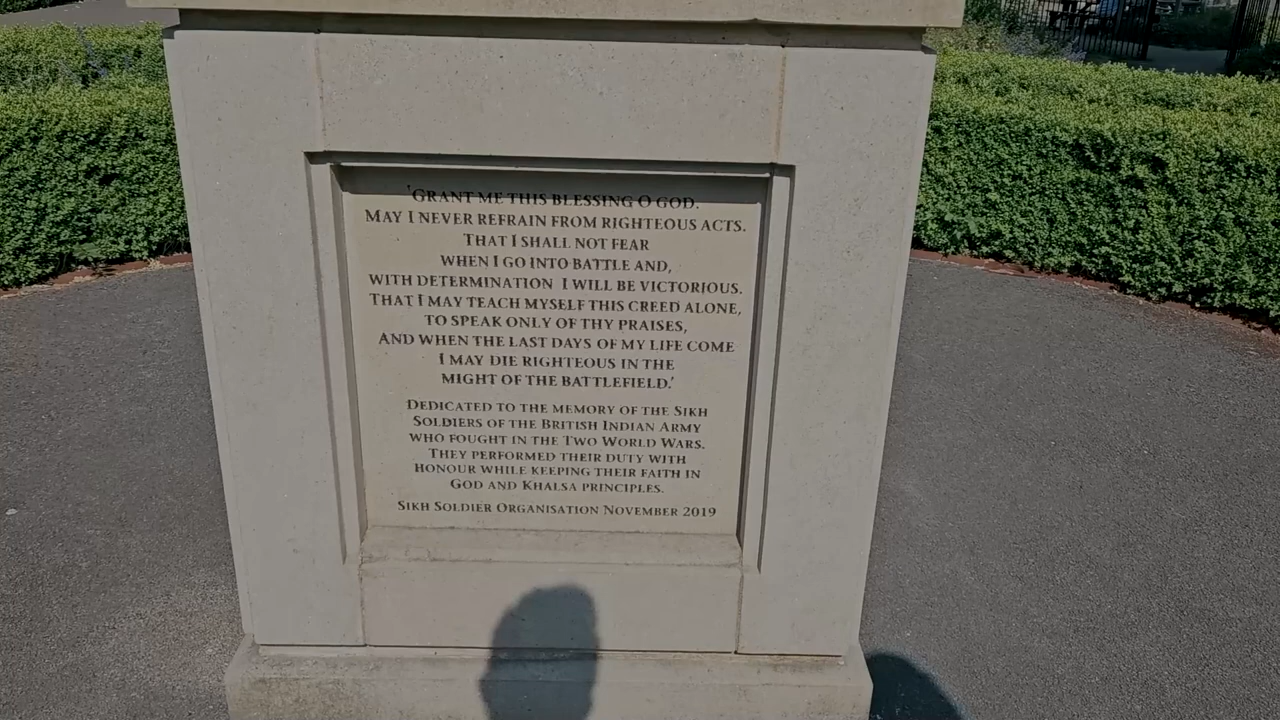 'GRANT ME THIS BLESSING O GOD.
MAY I NEVER REFRAIN FROM RIGHTEOUS ACTS.
THAT I SHALL NOT FEAR
WHEN I GO INTO BATTLE AND,
WITH DETERMINATION I WILL BE VICTORIOUS.
THAT I MAY TEACH MYSELF THIS CREED ALONE,
TO SPEAK ONLY OF THY PRAISES,
AND WHEN THE LAST DAYS OF MY LIFE COME
I MAY DIE RIGHTEOUS IN THE
MIGHT OF THE BATTLEFIELD.'
DEDICATED TO THE MEMORY OF THE SIKH
SOLDIERS OF THE BRITISH INDIAN ARMY
WHO FOUGHT IN THE TWO WORLD WARS.
THEY PERFORMED THEIR DUTY WITH
HONOUR WHILE KEEPING THEIR FAITH IN
GOD AND KHALSA PRINCIPLES.
SIKH SOLDIER ORGANISATION NOVEMBER 2019